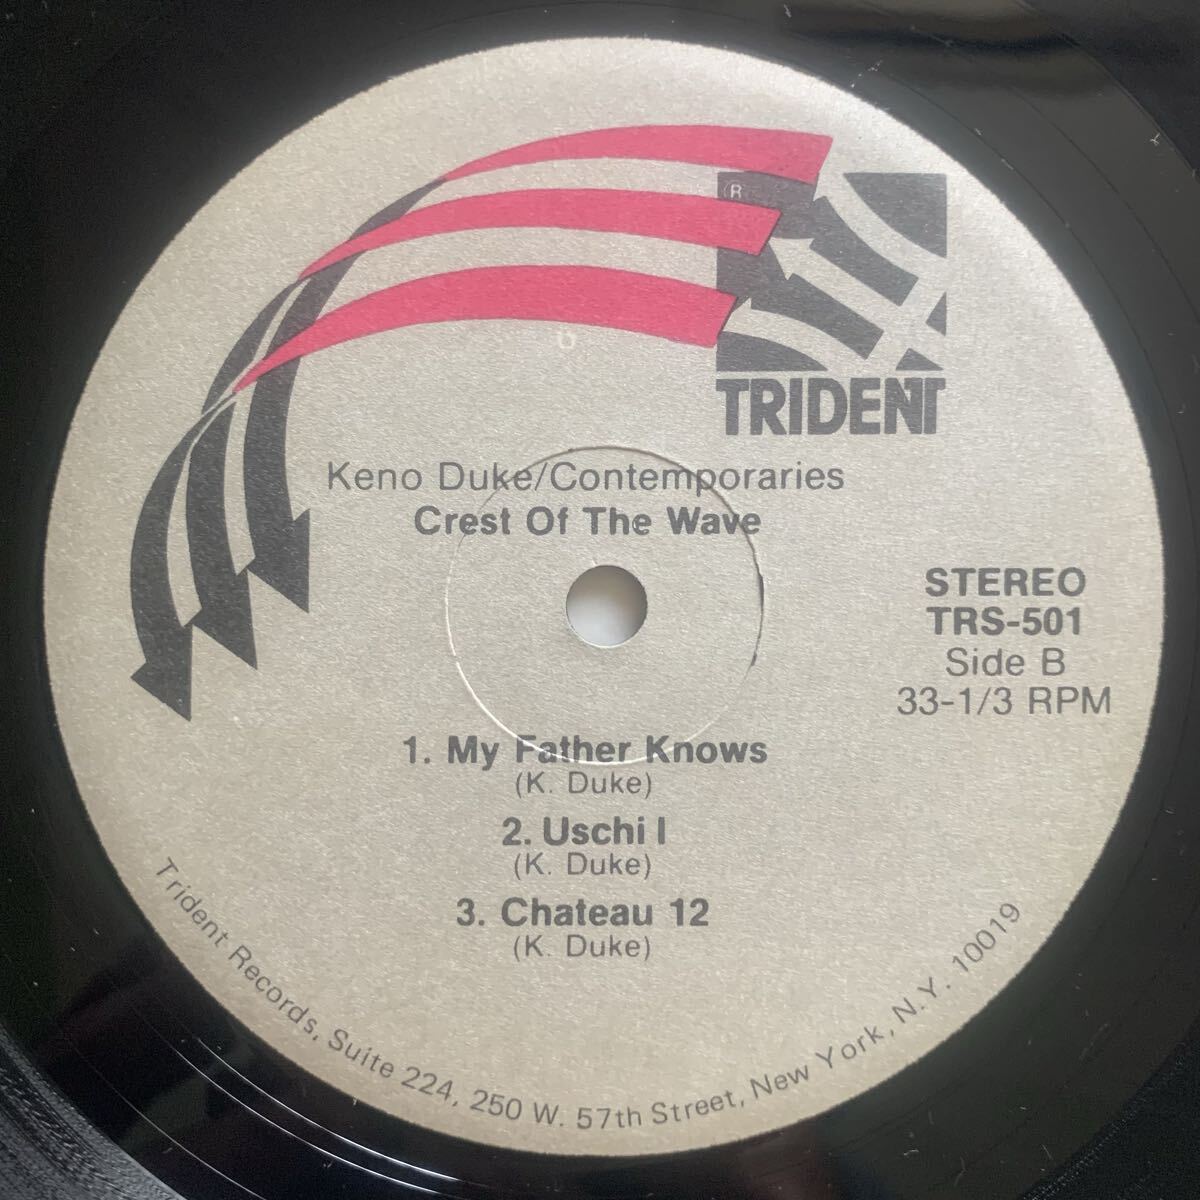 ®
TRIDENT
Keno Duke/Contemporaries
Crest Of The Wave
STEREO
TRS-501
Side B
33-1/3 RPM
1. My Father Knows
(K. Duke)
2. Uschi I
(K. Duke)
3. Chateau 12
(K. Duke)
Trident Records, Suite 224, 250 W. 57th Street, New York, N.Y. 10019